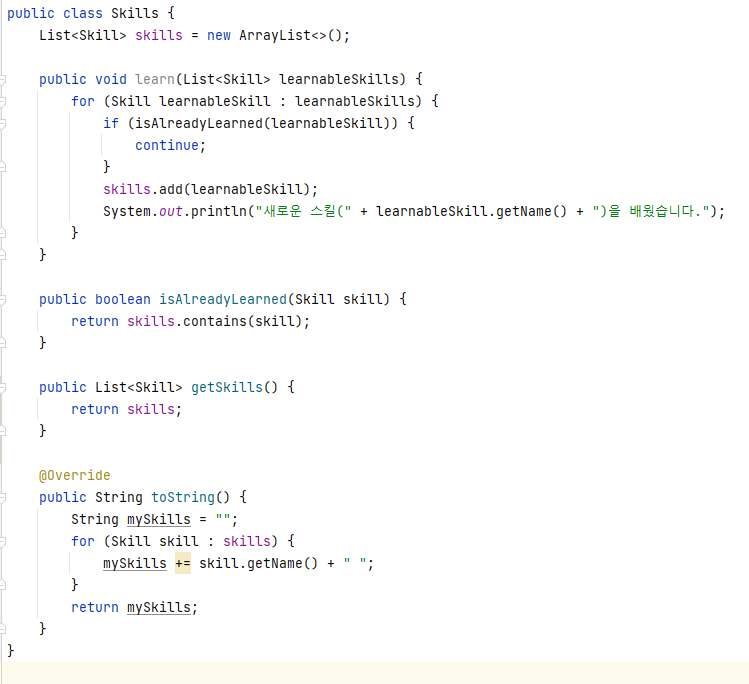 public class Skills {
    List<Skill> skills = new ArrayList<>();

    public void learn(List<Skill> learnableSkills) {
        for (Skill learnableSkill : learnableSkills) {
            if (isAlreadyLearned(learnableSkill)) {
                continue;
            }
            skills.add(learnableSkill);
            System.out.println("새로운 스킬(" + learnableSkill.getName() + ")을 배웠습니다.");
        }
    }

    public boolean isAlreadyLearned(Skill skill) {
        return skills.contains(skill);
    }

    public List<Skill> getSkills() {
        return skills;
    }

    @Override
    public String toString() {
        String mySkills = "";
        for (Skill skill : skills) {
            mySkills += skill.getName() + " ";
        }
        return mySkills;
    }
}